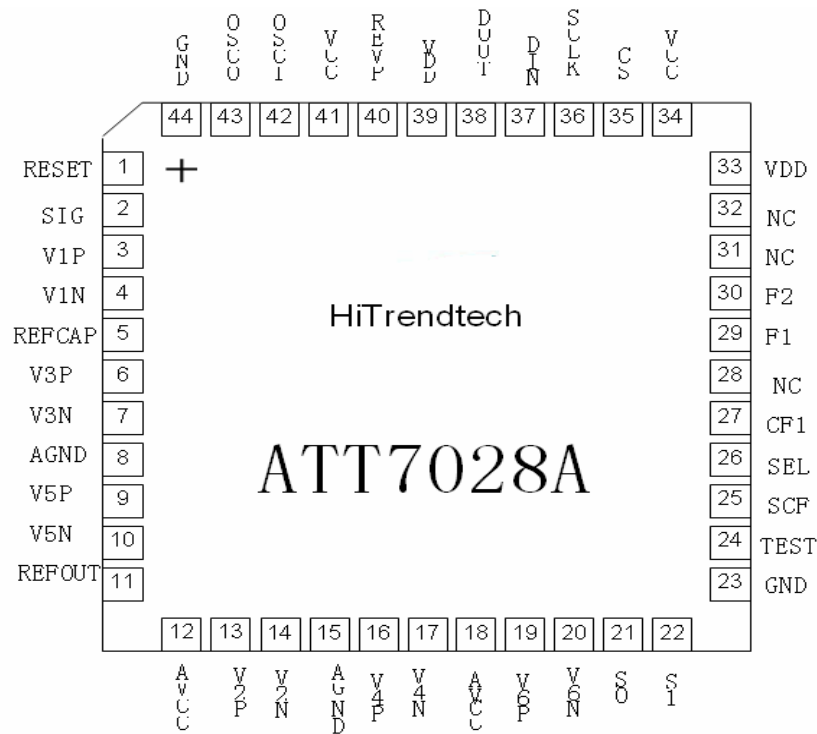 GND OSCO OSCI VCC REVP VDD DOUT DIN SCLK CS VCC
44 43 42 41 40 39 38 37 36 35 34
RESET 1 + 33 VDD
SIG 2 32 NC
V1P 3 31 NC
V1N 4 30 F2
REFCAP 5 HiTrendtech 29 F1
V3P 6 28 NC
V3N 7 27 CF1
AGND 8 ATT7028A 26 SEL
V5P 9 25 SCF
V5N 10 24 TEST
REFOUT 11 23 GND
12 13 14 15 16 17 18 19 20 21 22
AVCC V2P V2N AGND V4P V4N AVCC V6P V6N S0 S1